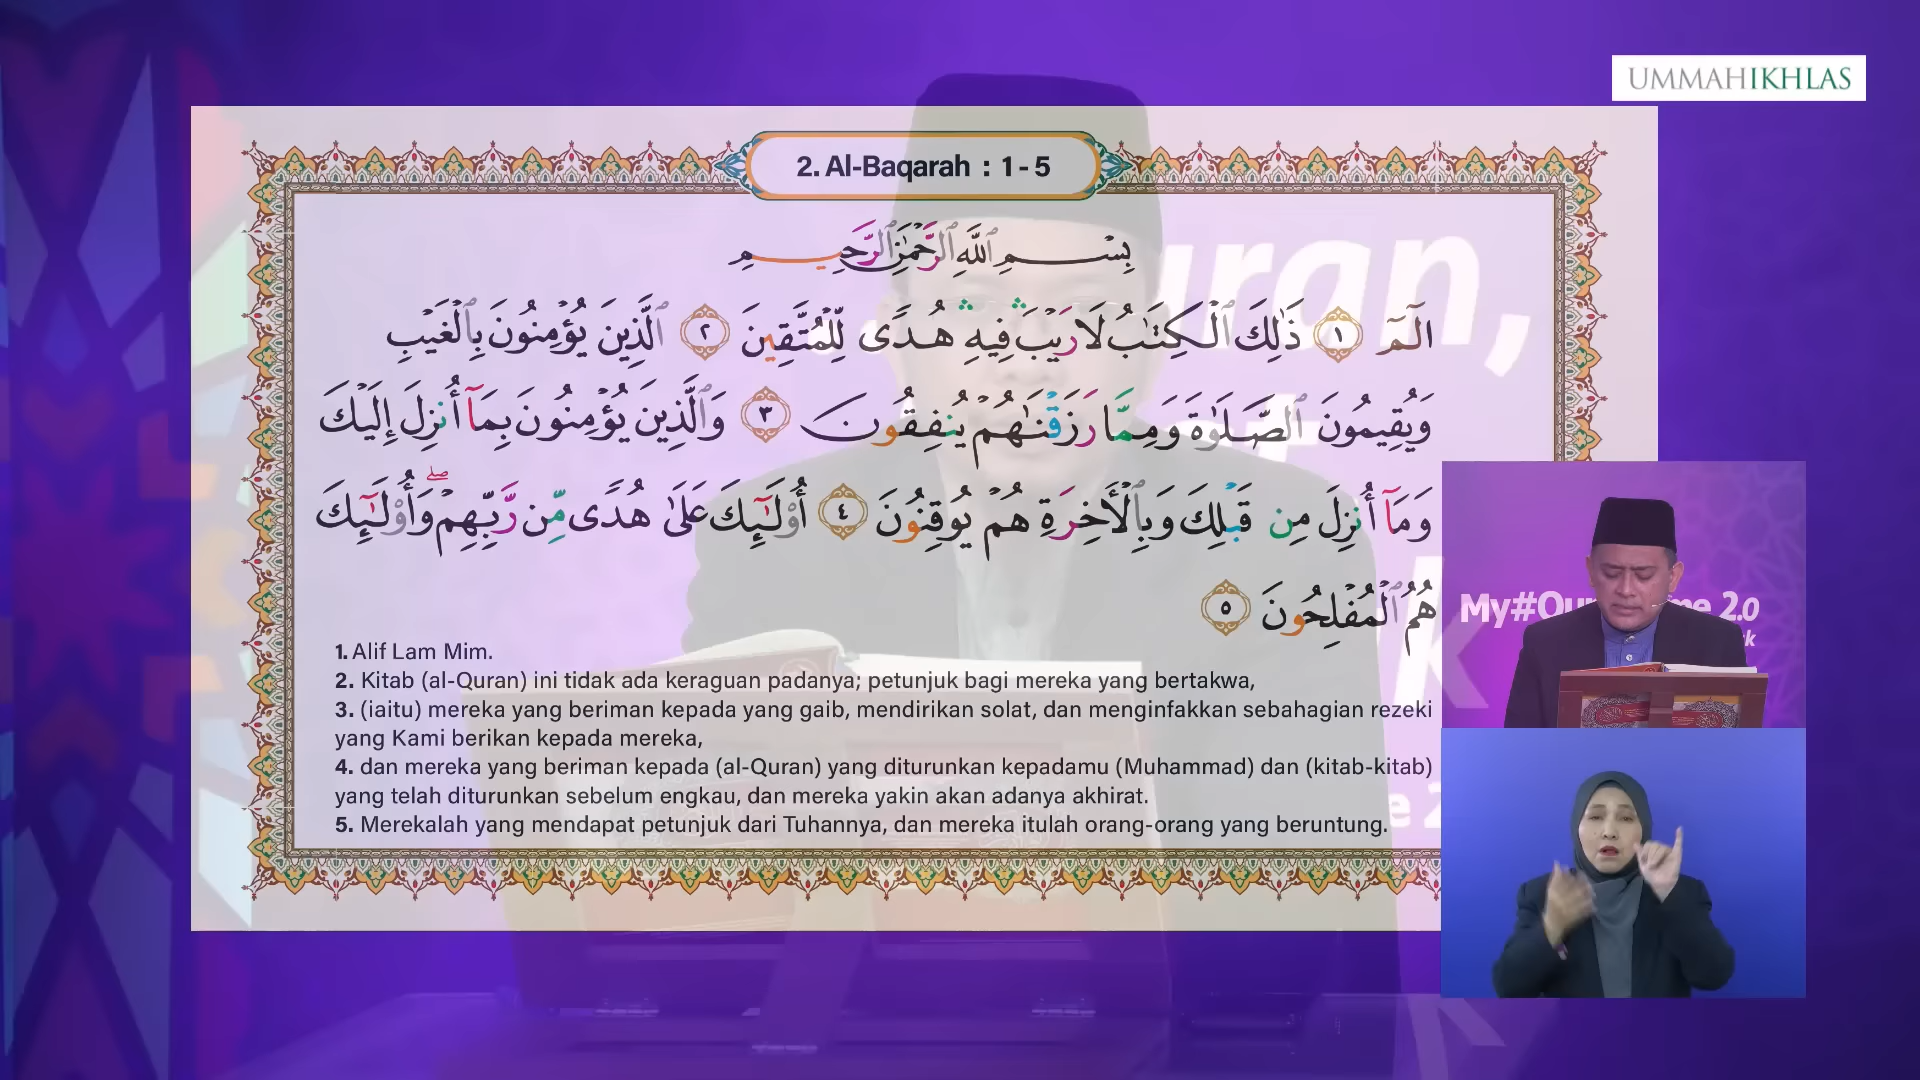 UMMAHIKHLAS
2. Al-Baqarah : 1 - 5
بِسْمِ ٱللَّهِ ٱلرَّحْمَٰنِ ٱلرَّحِيمِ
الٓمٓ ١ ذَٰلِكَ ٱلْكِتَٰبُ لَا رَيْبَ ۛ فِيهِ ۛ هُدًى لِّلْمُتَّقِينَ ٢ ٱلَّذِينَ يُؤْمِنُونَ بِٱلْغَيْبِ
وَيُقِيمُونَ ٱلصَّلَوٰةَ وَمِمَّا رَزَقْنَٰهُمْ يُنفِقُونَ ٣ وَٱلَّذِينَ يُؤْمِنُونَ بِمَآ أُنزِلَ إِلَيْكَ
وَمَآ أُنزِلَ مِن قَبْلِكَ وَبِٱلْأَخِرَةِ هُمْ يُوقِنُونَ ٤ أُوْلَٰٓئِكَ عَلَىٰ هُدًى مِّن رَّبِّهِمْ ۖ وَأُوْلَٰٓئِكَ
هُمُ ٱلْمُفْلِحُونَ ٥
1. Alif Lam Mim.
2. Kitab (al-Quran) ini tidak ada keraguan padanya; petunjuk bagi mereka yang bertakwa,
3. (iaitu) mereka yang beriman kepada yang gaib, mendirikan solat, dan menginfakkan sebahagian rezeki
yang Kami berikan kepada mereka,
4. dan mereka yang beriman kepada (al-Quran) yang diturunkan kepadamu (Muhammad) dan (kitab-kitab)
yang telah diturunkan sebelum engkau, dan mereka yakin akan adanya akhirat.
5. Merekalah yang mendapat petunjuk dari Tuhannya, dan mereka itulah orang-orang yang beruntung.
2.0